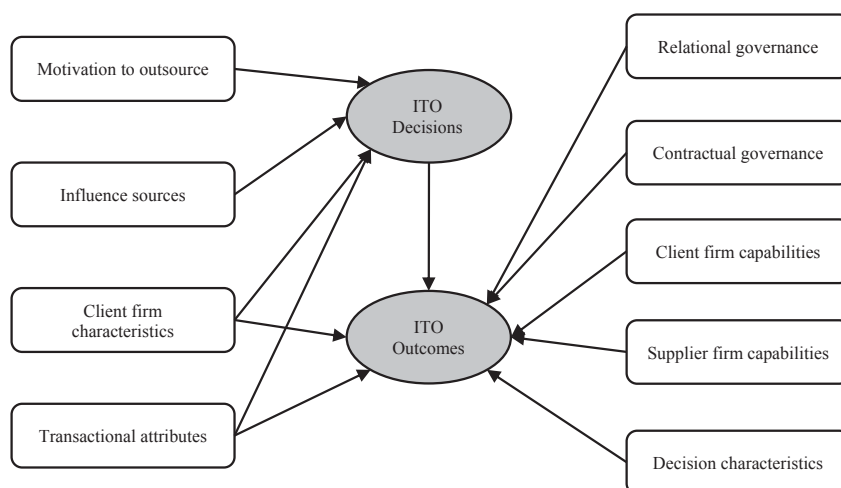 Motivation to outsource
Influence sources
Client firm
characteristics
Transactional attributes
ITO
Decisions
ITO
Outcomes
Relational governance
Contractual governance
Client firm capabilities
Supplier firm capabilities
Decision characteristics